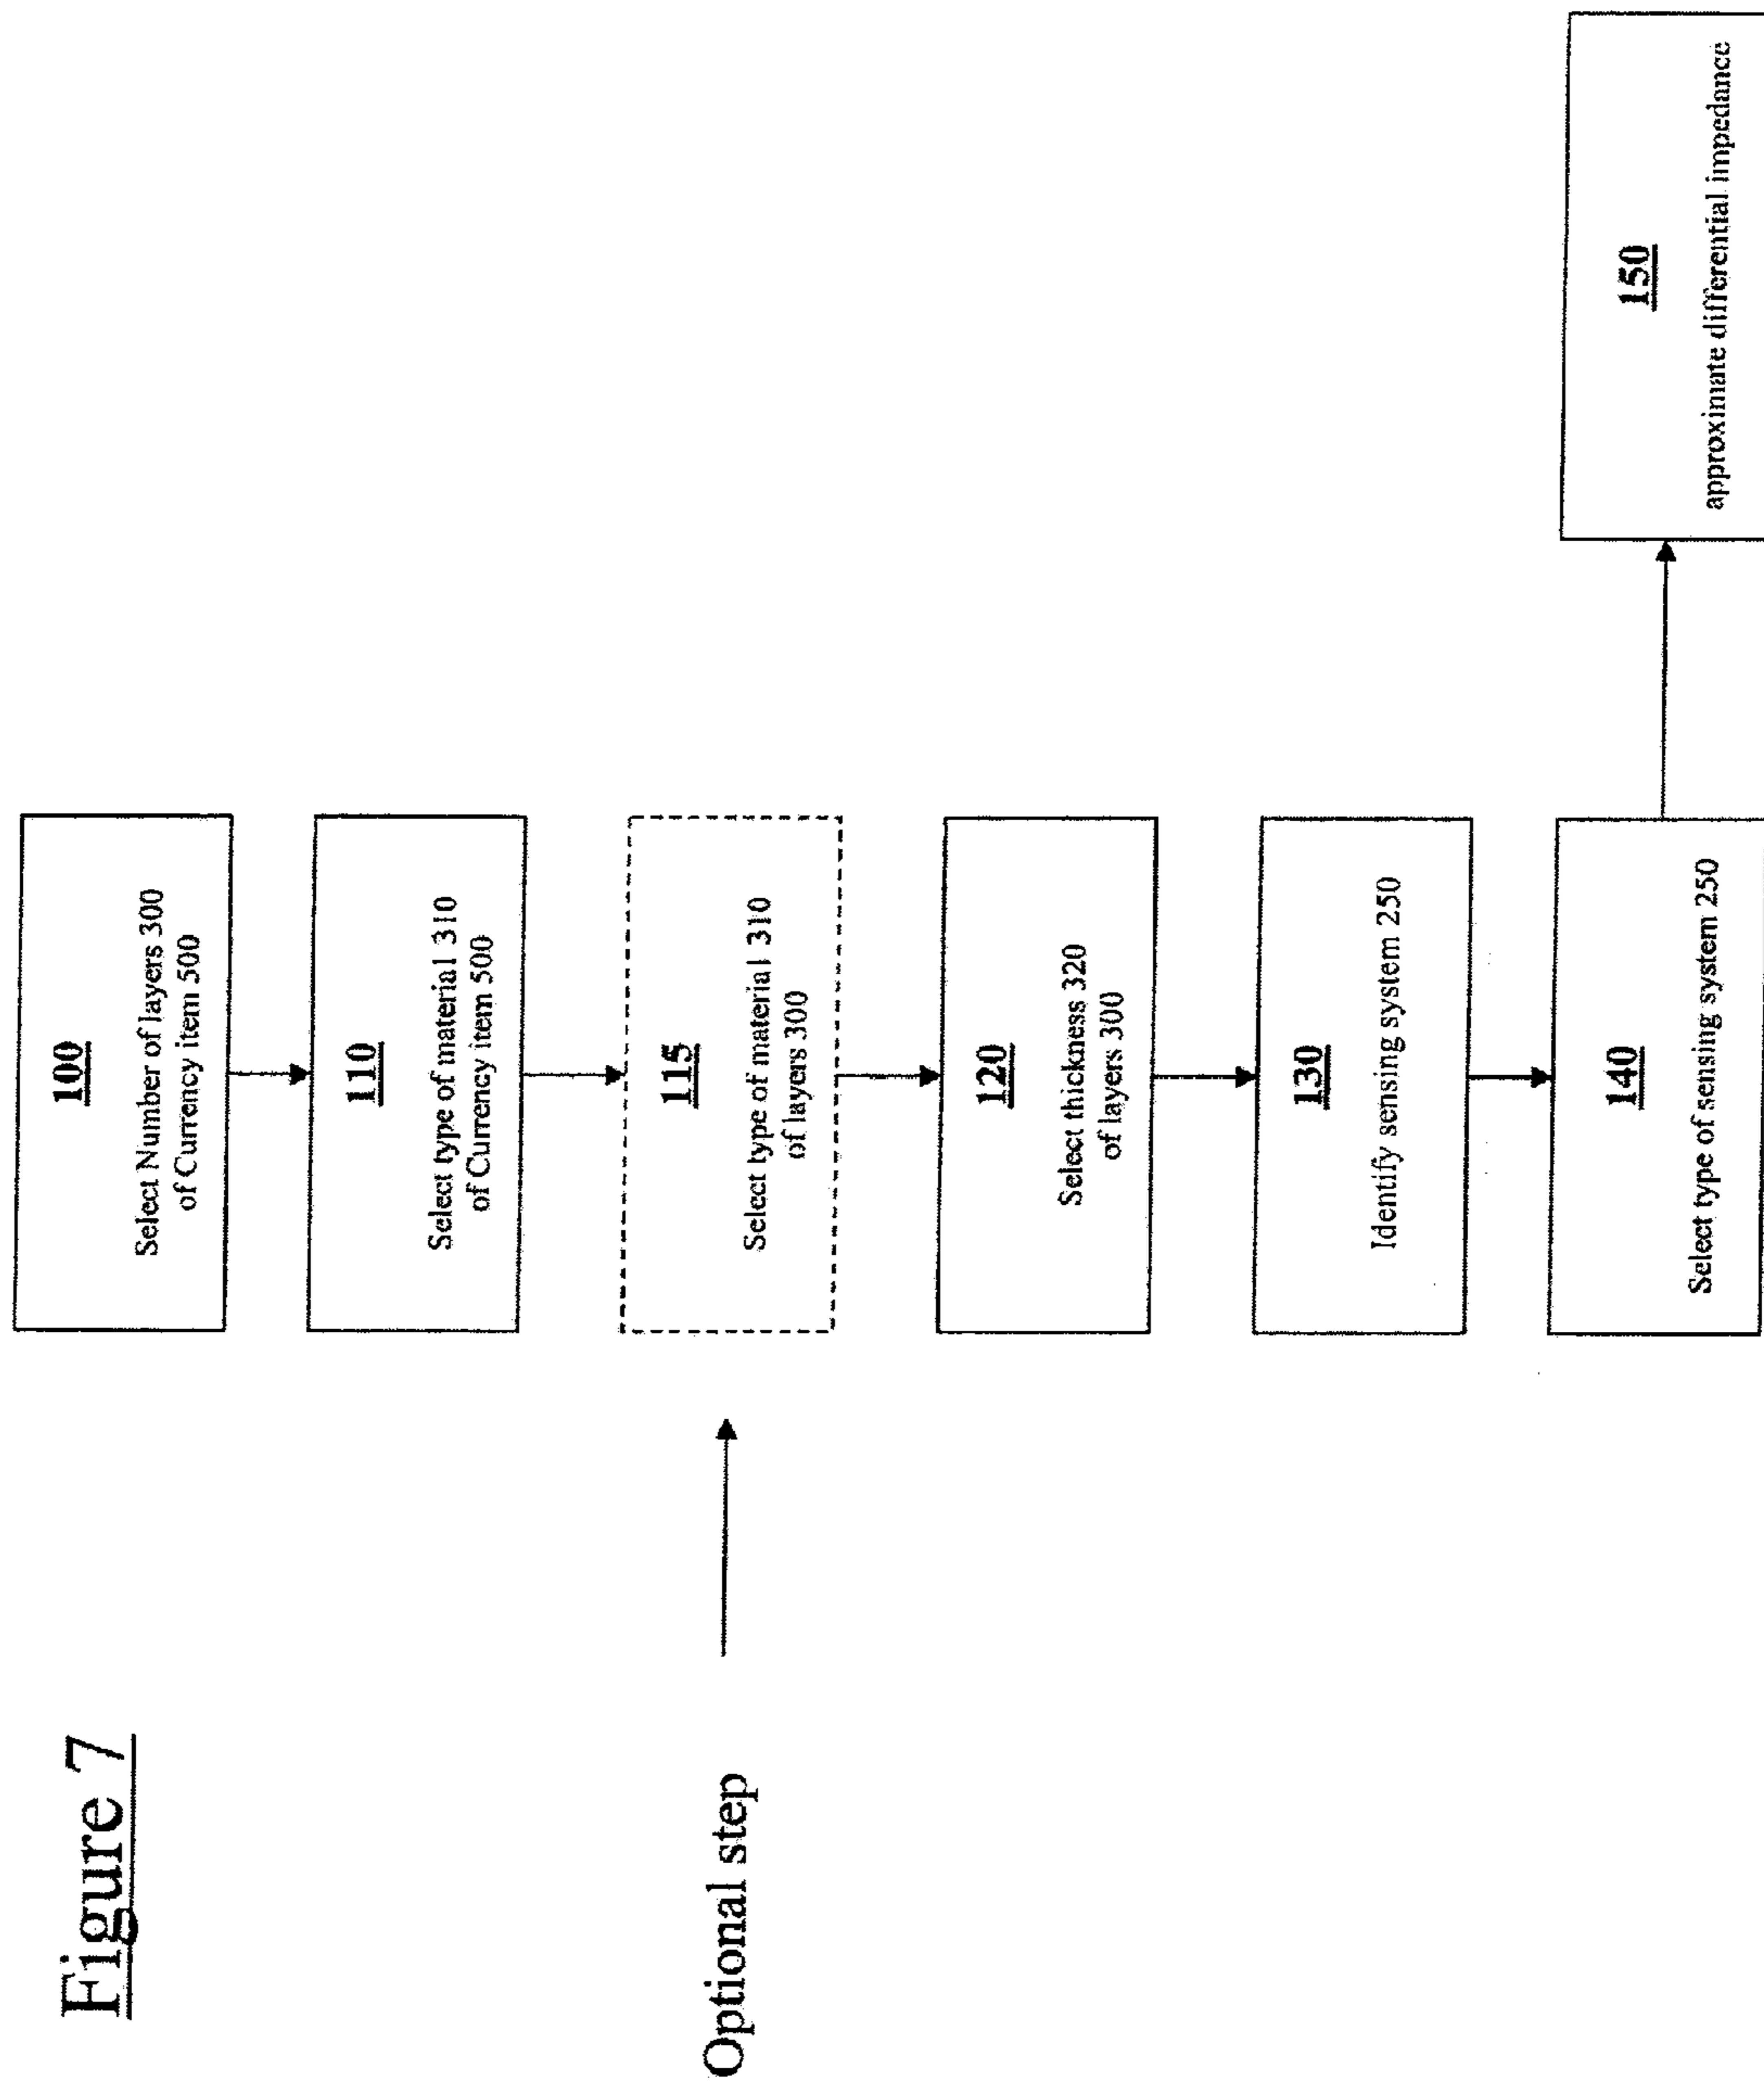 Figure 7
100
Select Number of layers 300
of Currency item 500
110
Select type of material 310
of Currency item 500
Optional step
115
Select type of material 310
of layers 300
120
Select thickness 320
of layers 300
130
Identify sensing system 250
140
Select type of sensing system 250
150
approximate differential impedance